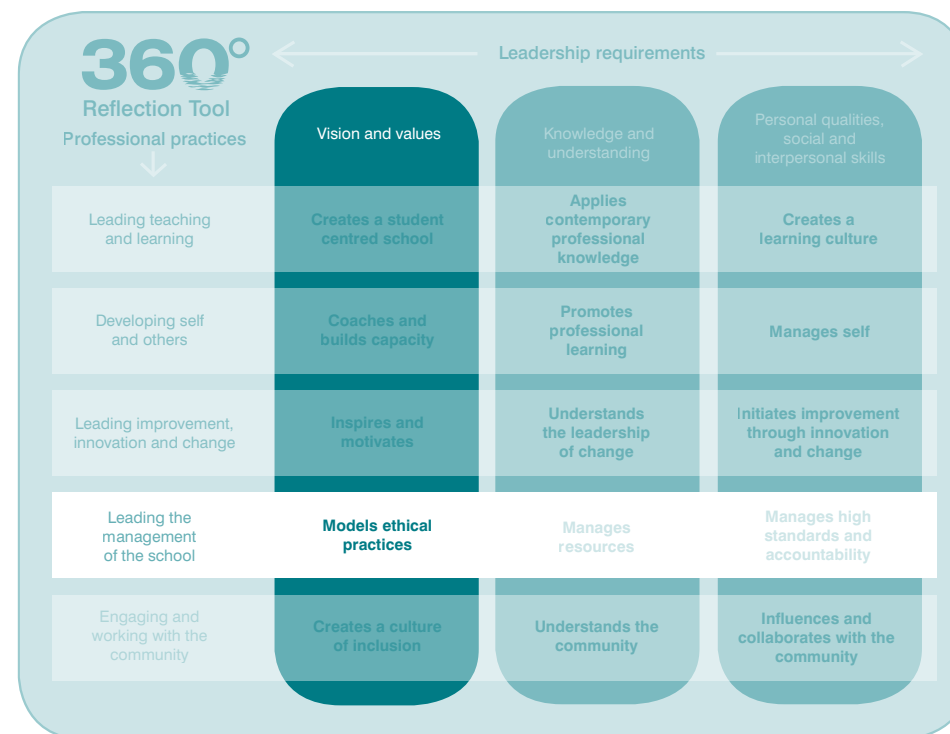 360°
Reflection Tool
Leadership requirements
Professional practices
Vision and values
Knowledge and
understanding
Personal qualities,
social and
interpersonal skills
Leading teaching
and learning
Creates a student
centred school
Applies
contemporary
professional
knowledge
Creates a
learning culture
Developing self
and others
Coaches and
builds capacity
Promotes
professional
learning
Manages self
Leading improvement,
innovation and change
Inspires and
motivates
Understands
the leadership
of change
Initiates improvement
through innovation
and change
Leading the
management
of the school
Models ethical
practices
Manages
resources
Manages high
standards and
accountability
Engaging and
working with the
community
Creates a culture
of inclusion
Understands the
community
Influences and
collaborates with the
community